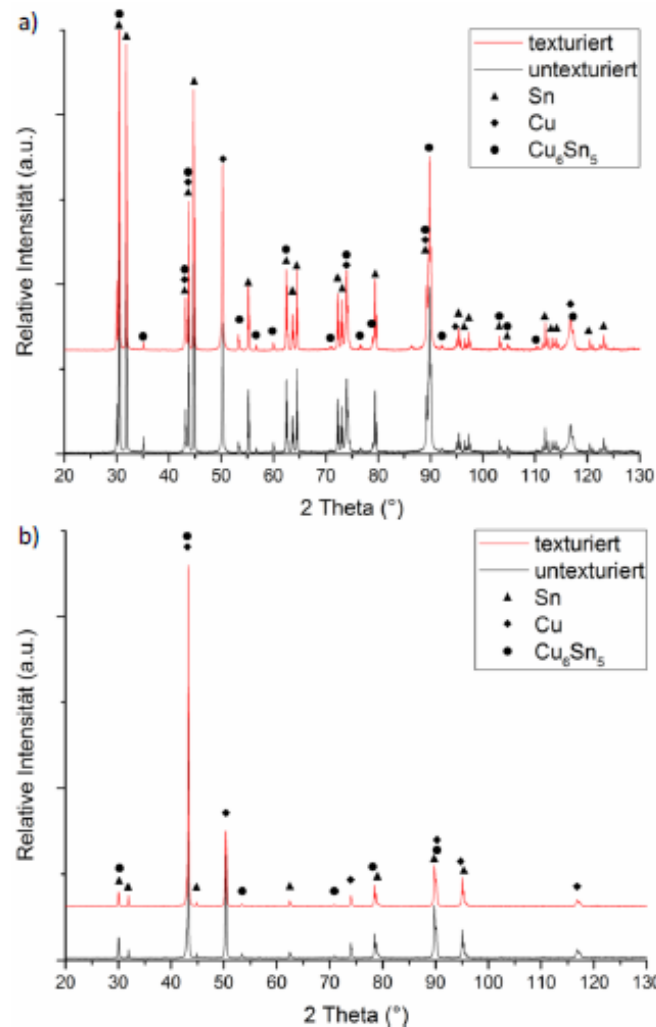 a)
texturiert
untexturiert
Sn
Cu
Cu₆Sn₅
Relative Intensität (a.u.)
20 30 40 50 60 70 80 90 100 110 120 130
2 Theta (°)
b)
texturiert
untexturiert
Sn
Cu
Cu₆Sn₅
Relative Intensität (a.u.)
20 30 40 50 60 70 80 90 100 110 120 130
2 Theta (°)